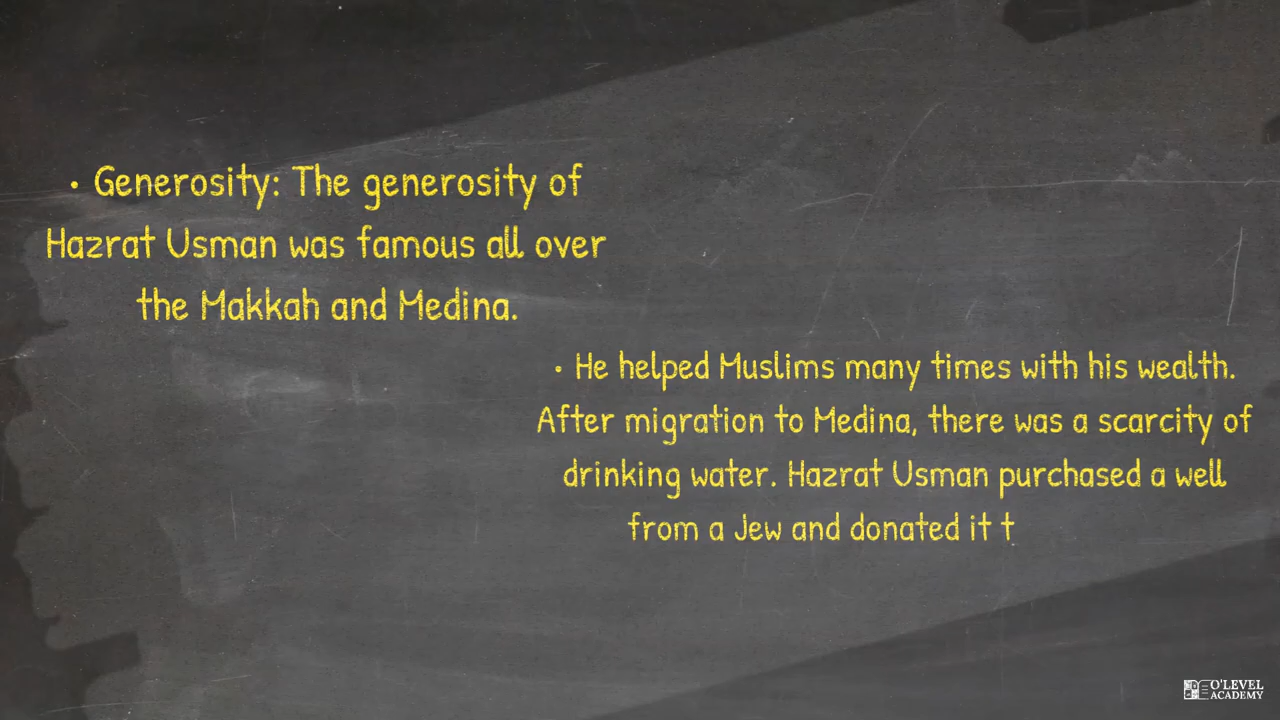 • Generosity: The generosity of
Hazrat Usman was famous all over
the Makkah and Medina.
• He helped Muslims many times with his wealth.
After migration to Medina, there was a scarcity of
drinking water. Hazrat Usman purchased a well
from a Jew and donated it t
O'LEVEL
ACADEMY